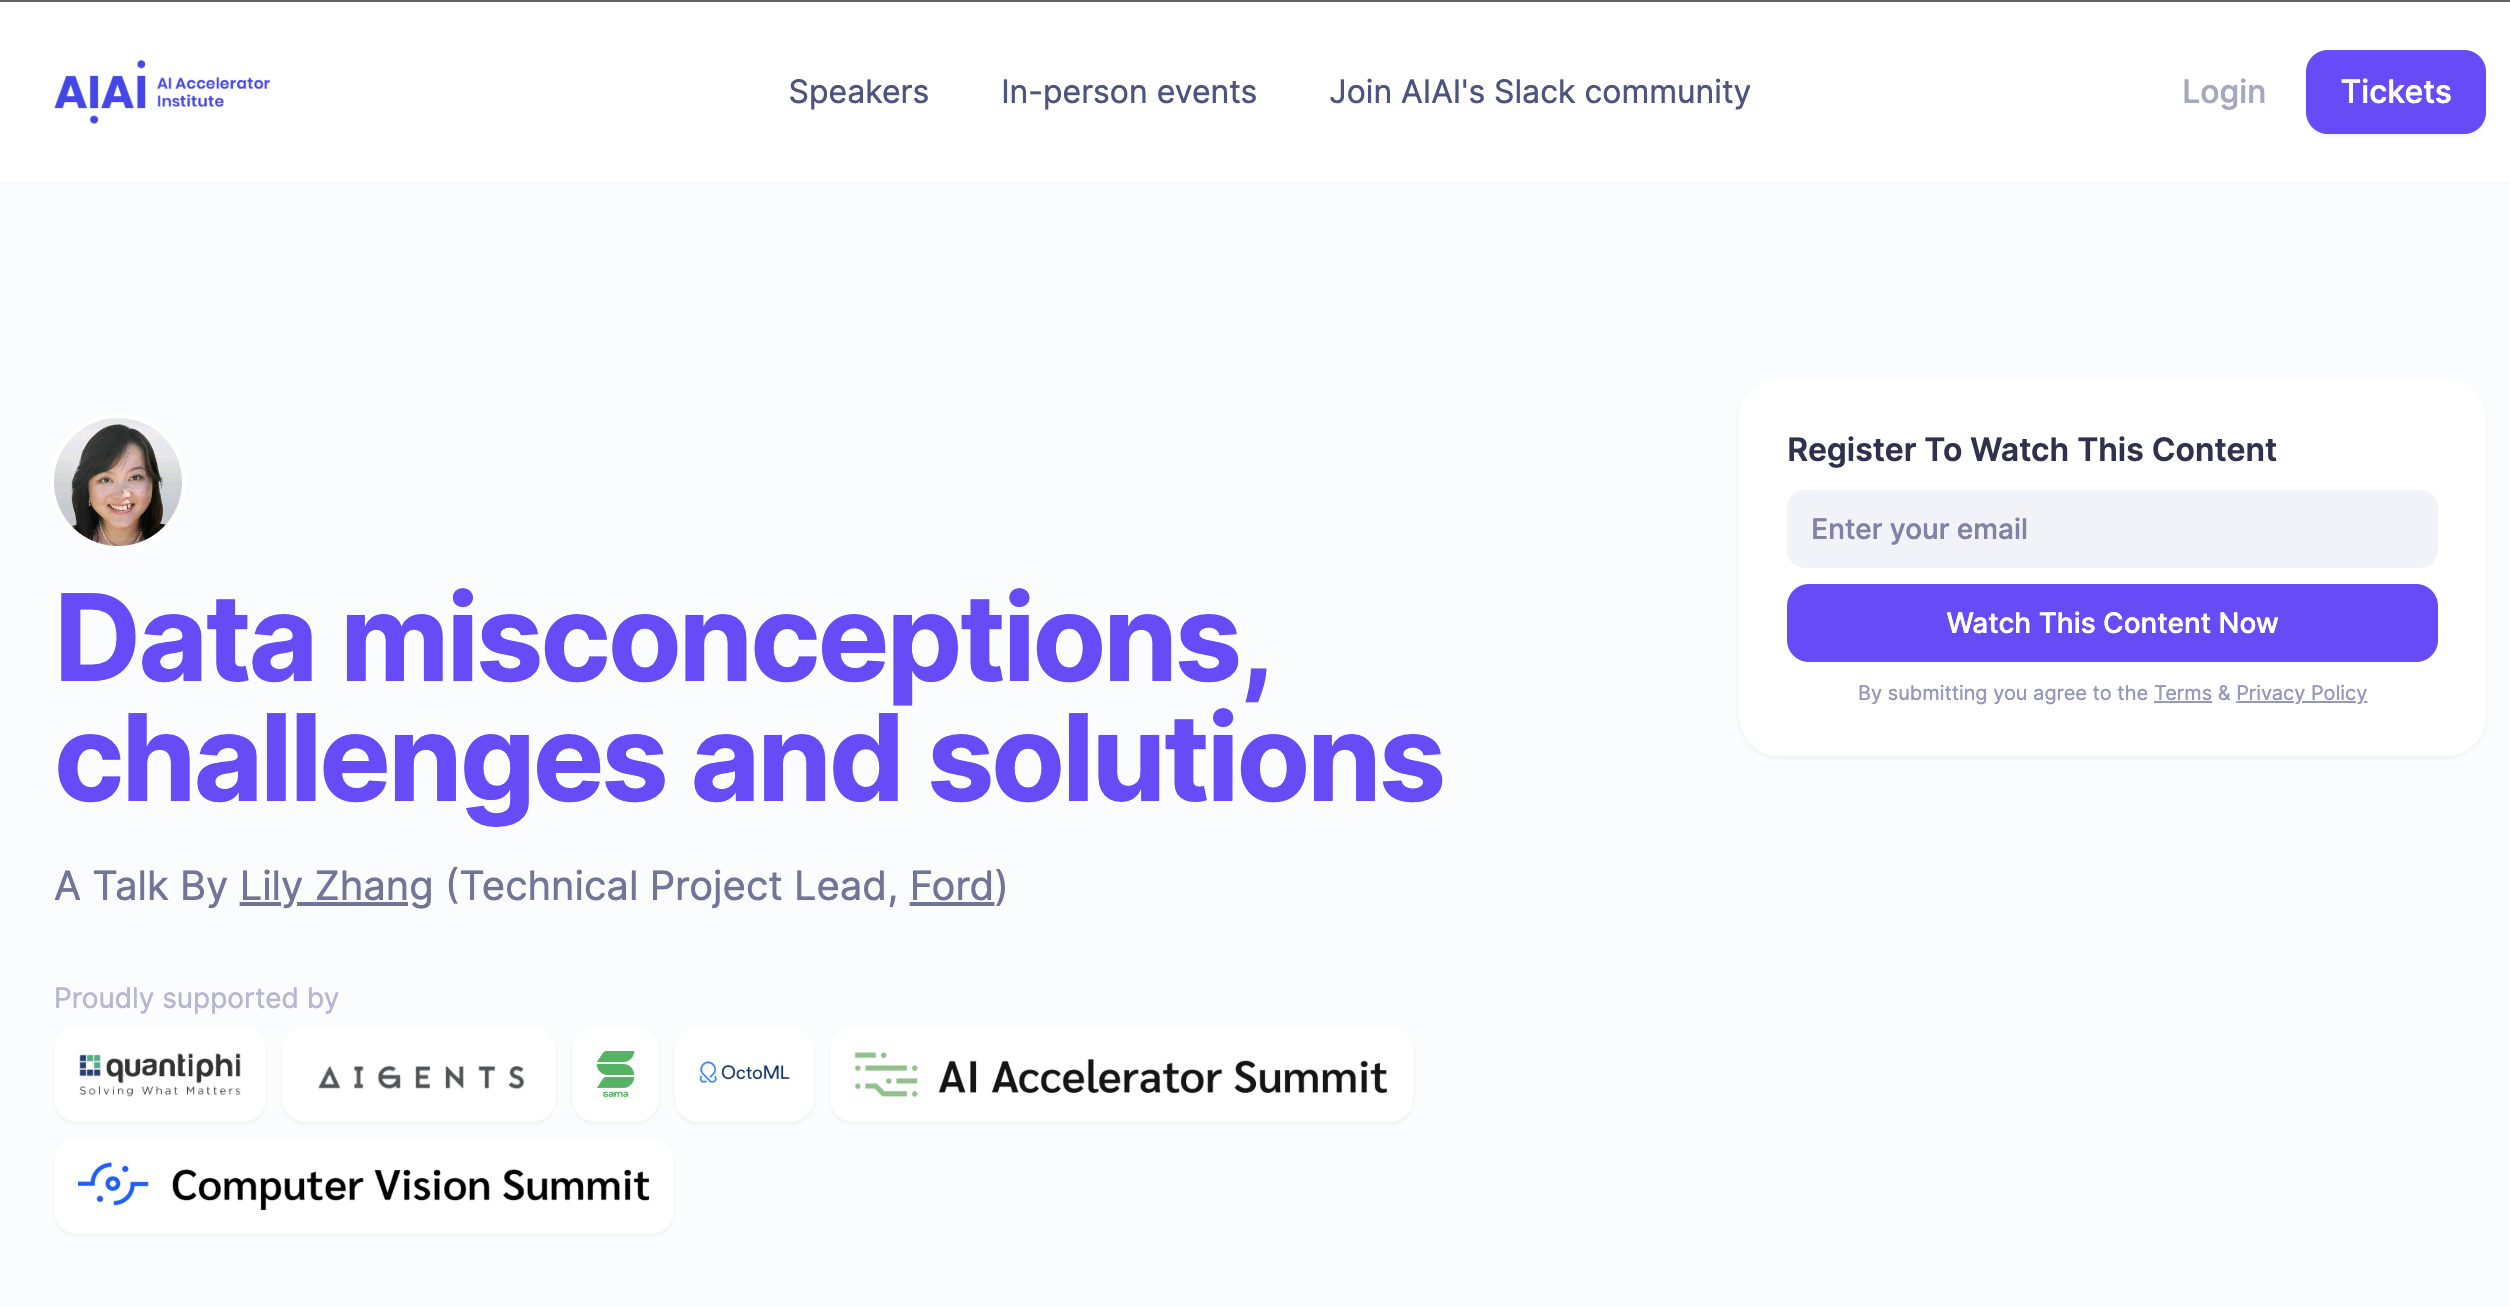 AIAI AI Accelerator
Institute
Speakers
In-person events
Join AIAI's Slack community
Login
Tickets
Register To Watch This Content
Enter your email
Watch This Content Now
By submitting you agree to the Terms & Privacy Policy
Data misconceptions,
challenges and solutions
A Talk By Lily Zhang (Technical Project Lead, Ford)
Proudly supported by
quantiphi
Solving What Matters
AIGENTS
sama
OctoML
AI Accelerator Summit
Computer Vision Summit